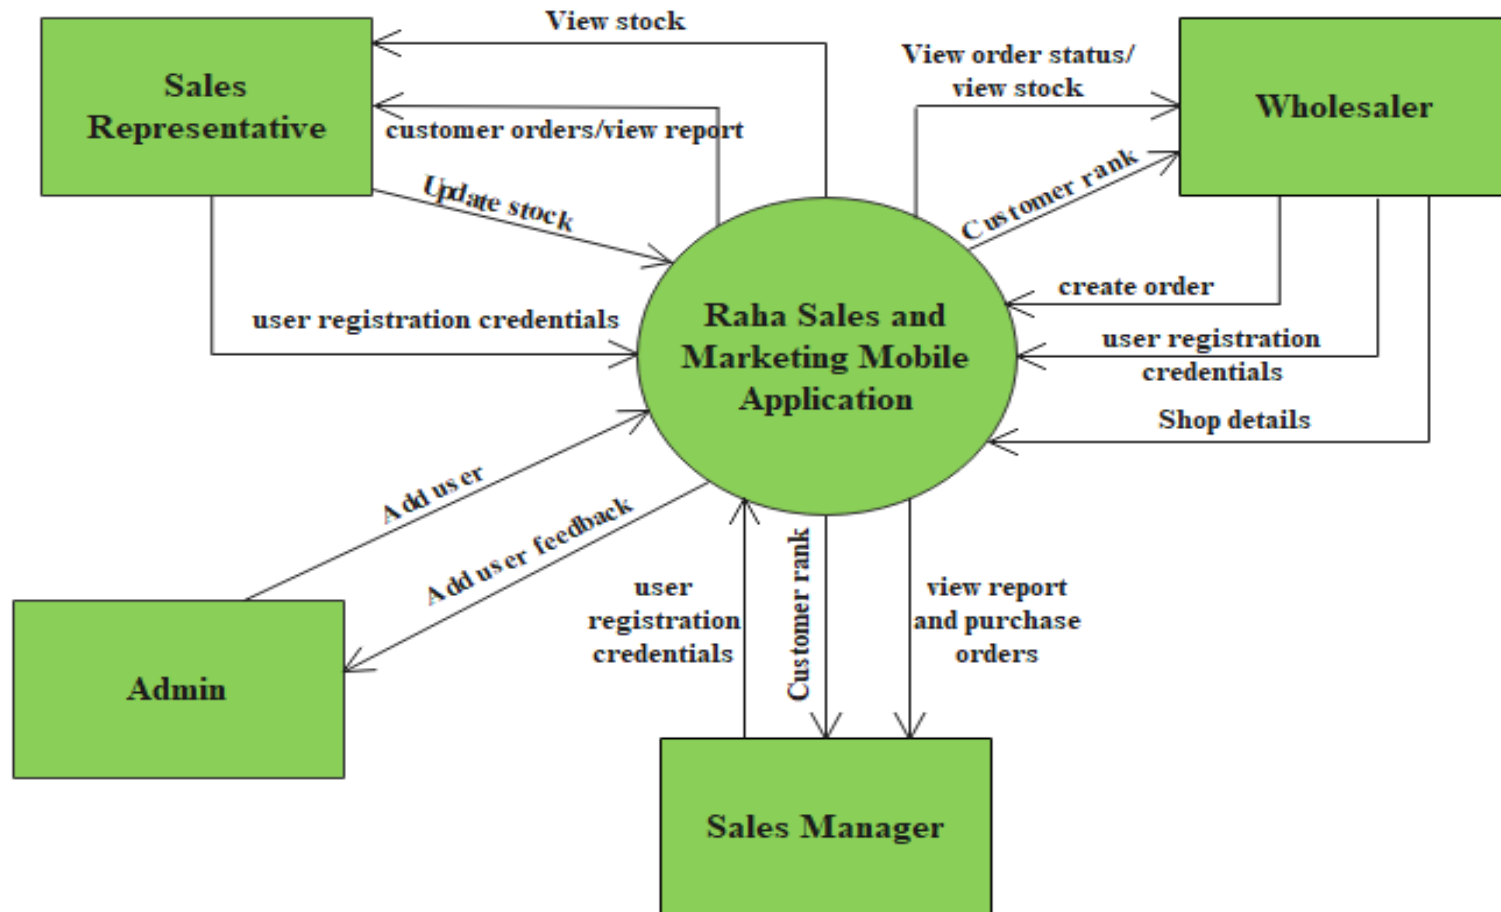 View stock
Sales
Representative
customer orders/view report
Update stock
user registration credentials
View order status/
view stock
Wholesaler
Customer rank
create order
user registration
credentials
Shop details
Raha Sales and
Marketing Mobile
Application
Add user
Add user feedback
Admin
user
registration
credentials
Customer rank
view report
and purchase
orders
Sales Manager